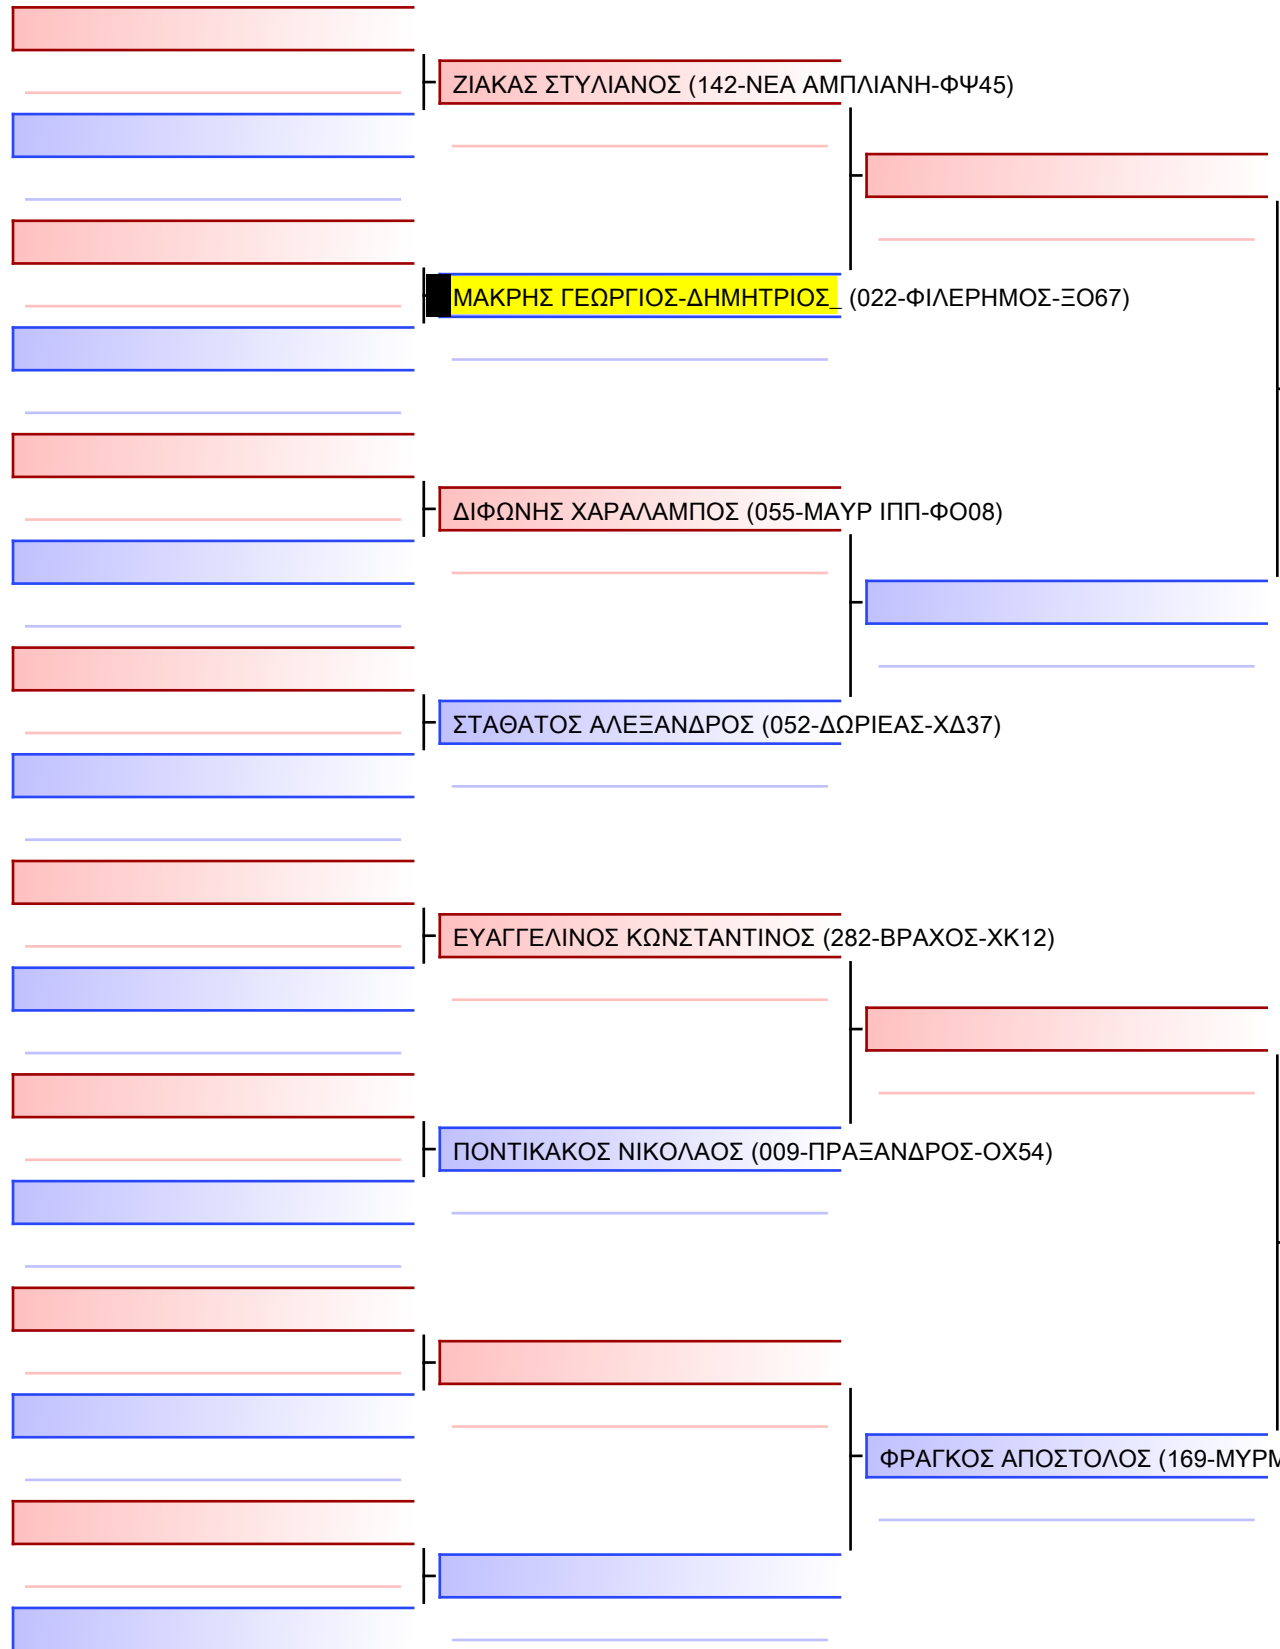 ΖΙΑΚΑΣ ΣΤΥΛΙΑΝΟΣ (142-ΝΕΑ ΑΜΠΛΙΑΝΗ-ΦΨ45)
ΜΑΚΡΗΣ ΓΕΩΡΓΙΟΣ-ΔΗΜΗΤΡΙΟΣ_ (022-ΦΙΛΕΡΗΜΟΣ-ΞΟ67)
ΔΙΦΩΝΗΣ ΧΑΡΑΛΑΜΠΟΣ (055-ΜΑΥΡ ΙΠΠ-ΦΟ08)
ΣΤΑΘΑΤΟΣ ΑΛΕΞΑΝΔΡΟΣ (052-ΔΩΡΙΕΑΣ-ΧΔ37)
ΕΥΑΓΓΕΛΙΝΟΣ ΚΩΝΣΤΑΝΤΙΝΟΣ (282-ΒΡΑΧΟΣ-ΧΚ12)
ΠΟΝΤΙΚΑΚΟΣ ΝΙΚΟΛΑΟΣ (009-ΠΡΑΞΑΝΔΡΟΣ-ΟΧ54)
ΦΡΑΓΚΟΣ ΑΠΟΣΤΟΛΟΣ (169-ΜΥΡΜ